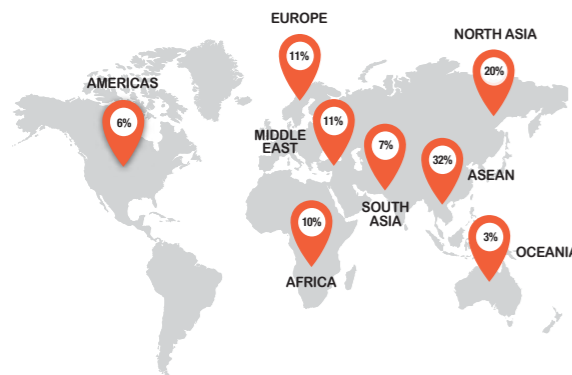 EUROPE
11%
NORTH ASIA
20%
AMERICAS
6%
MIDDLE
EAST
11%
7%
SOUTH
ASIA
32%
ASEAN
10%
AFRICA
3%
OCEANIA